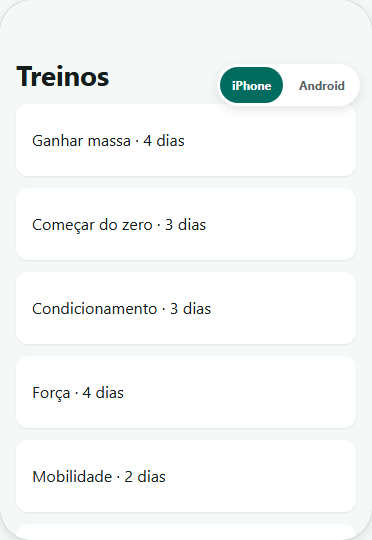 Treinos
iPhone
Android
Ganhar massa · 4 dias
Começar do zero · 3 dias
Condicionamento · 3 dias
Força · 4 dias
Mobilidade · 2 dias